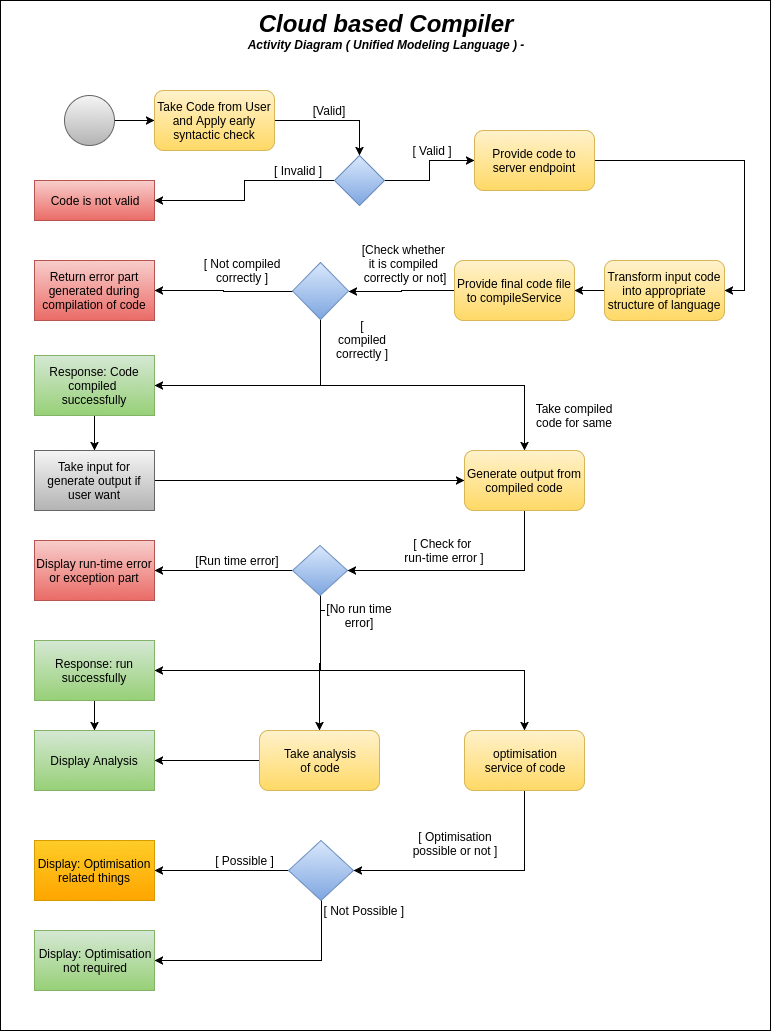 Cloud based Compiler
Activity Diagram ( Unified Modeling Language ) -
Take Code from User
and Apply early
syntactic check
[Valid]
[ Invalid ]
[ Valid ]
Provide code to
server endpoint
Code is not valid
Return error part
generated during
compilation of code
[ Not compiled
correctly ]
[Check whether
it is compiled
correctly or not]
Provide final code file
to compileService
Transform input code
into appropriate
structure of language
[
compiled
correctly ]
Response: Code
compiled
successfully
Take compiled
code for same
Take input for
generate output if
user want
Generate output from
compiled code
Display run-time error
or exception part
[Run time error]
[ Check for
run-time error ]
[No run time
error]
Response: run
successfully
Display Analysis
Take analysis
of code
optimisation
service of code
[ Optimisation
possible or not ]
Display: Optimisation
related things
[ Possible ]
[ Not Possible ]
Display: Optimisation
not required